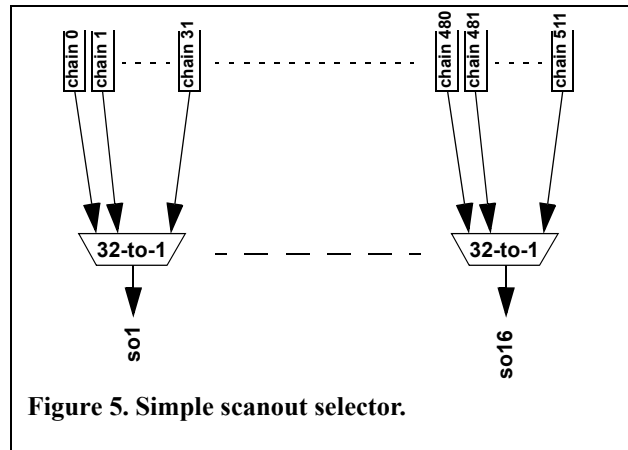 chain 0
chain 1
chain 31
chain 480
chain 481
chain 511
32-to-1
32-to-1
so1
so16
Figure 5. Simple scanout selector.